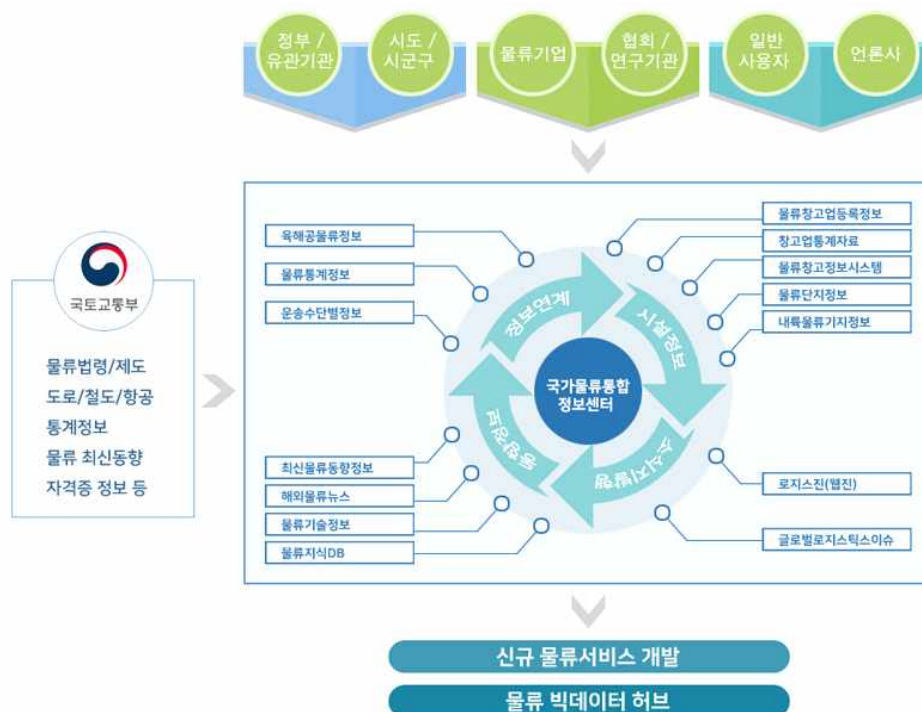 정부 /
유관기관
시도 /
시군구
물류기업
협회 /
연구기관
일반
사용자
언론사
국토교통부
물류법령/제도
도로/철도/항공
통계정보
물류 최신동향
자격증 정보 등
육해공물류정보
물류통계정보
운송수단별정보
최신물류동향정보
해외물류뉴스
물류기술정보
물류지식DB
정보연계
시설정보
소식지발행
동향정보
국가물류통합
정보센터
물류창고업등록정보
창고업통계자료
물류창고정보시스템
물류단지정보
내륙물류기지정보
로지스진(웹진)
글로벌로지스틱스이슈
신규 물류서비스 개발
물류 빅데이터 허브